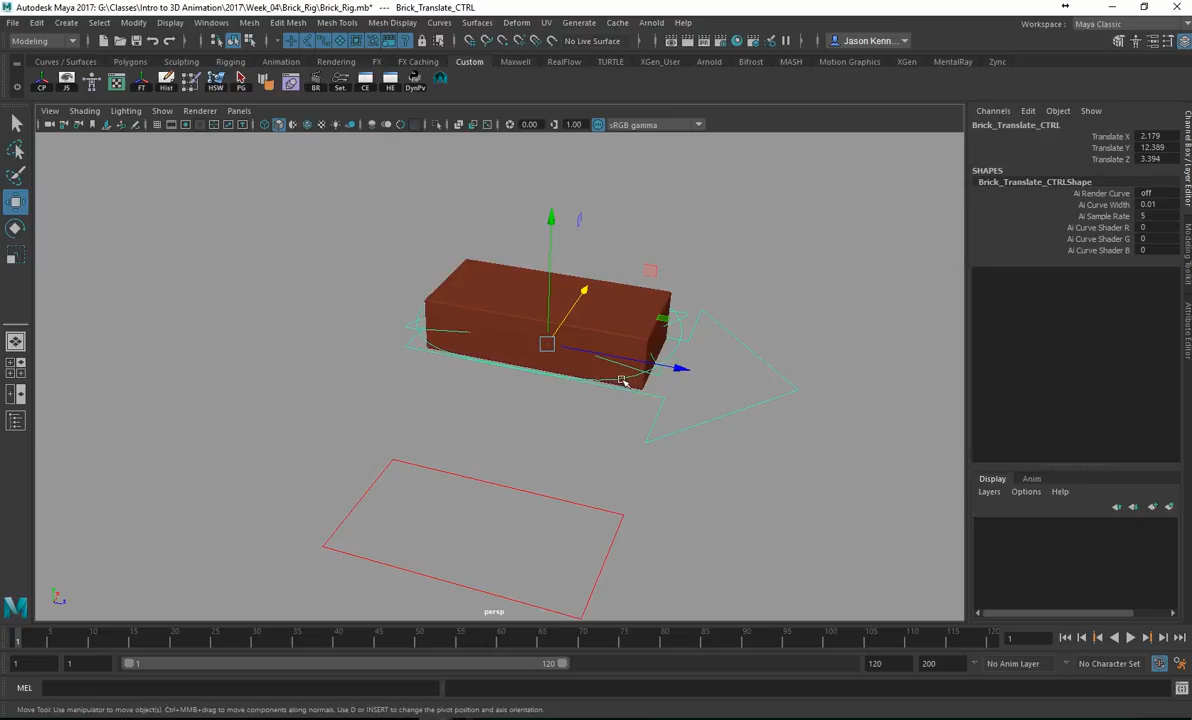 Autodesk Maya 2017: G:\Classes\Intro to 3D Animation\2017\Week_04\Brick_Rig\Brick_Rig.mb* --- Brick_Translate_CTRL
File Edit Create Select Modify Display Windows Mesh Edit Mesh Mesh Tools Mesh Display Curves Surfaces Deform UV Generate Cache Arnold Help
Workspace : Maya Classic
Modeling No Live Surface Jason Kenn...
Curves / Surfaces Polygons Sculpting Rigging Animation Rendering FX FX Caching Custom Maxwell RealFlow TURTLE XGen_User Arnold Bifrost MASH Motion Graphics XGen MentalRay Zync
CP JS FT Hist HSW PG BR Set. CE HE DynPv
View Shading Lighting Show Renderer Panels
0.00 1.00 sRGB gamma
Channels Edit Object Show
Brick_Translate_CTRL
Translate X 2.179
Translate Y 12.389
Translate Z 3.394
SHAPES
Brick_Translate_CTRLShape
Ai Render Curve off
Ai Curve Width 0.01
Ai Sample Rate 5
Ai Curve Shader R 0
Ai Curve Shader G 0
Ai Curve Shader B 0
Channel Box / Layer Editor
Modeling Toolkit
Attribute Editor
Display Anim
Layers Options Help
persp
1 5 10 15 20 25 30 35 40 45 50 55 60 65 70 75 80 85 90 95 100 105 110 115 120 1
1 1 1 120 120 200 No Anim Layer No Character Set
MEL
Move Tool: Use manipulator to move object(s). Ctrl+MMB+drag to move components along normals. Use D or INSERT to change the pivot position and axis orientation.